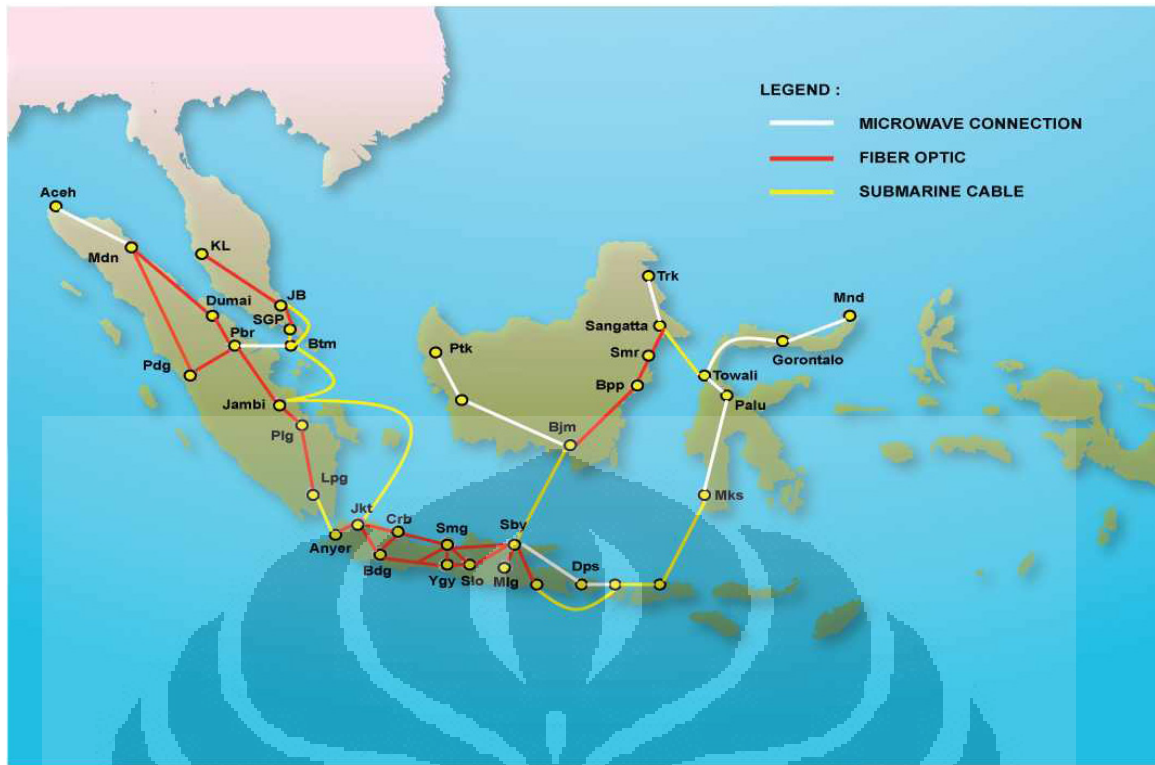 LEGEND :
MICROWAVE CONNECTION
FIBER OPTIC
SUBMARINE CABLE
Aceh
Mdn
KL
Dumai
JB
SGP
Pbr
Btm
Pdg
Jambi
Plg
Lpg
Jkt
Anyer
Crb
Bdg
Smg
Ygy
Slo
Sby
Mlg
Dps
Ptk
Bjm
Trk
Sangatta
Smr
Bpp
Mnd
Gorontalo
Towali
Palu
Mks